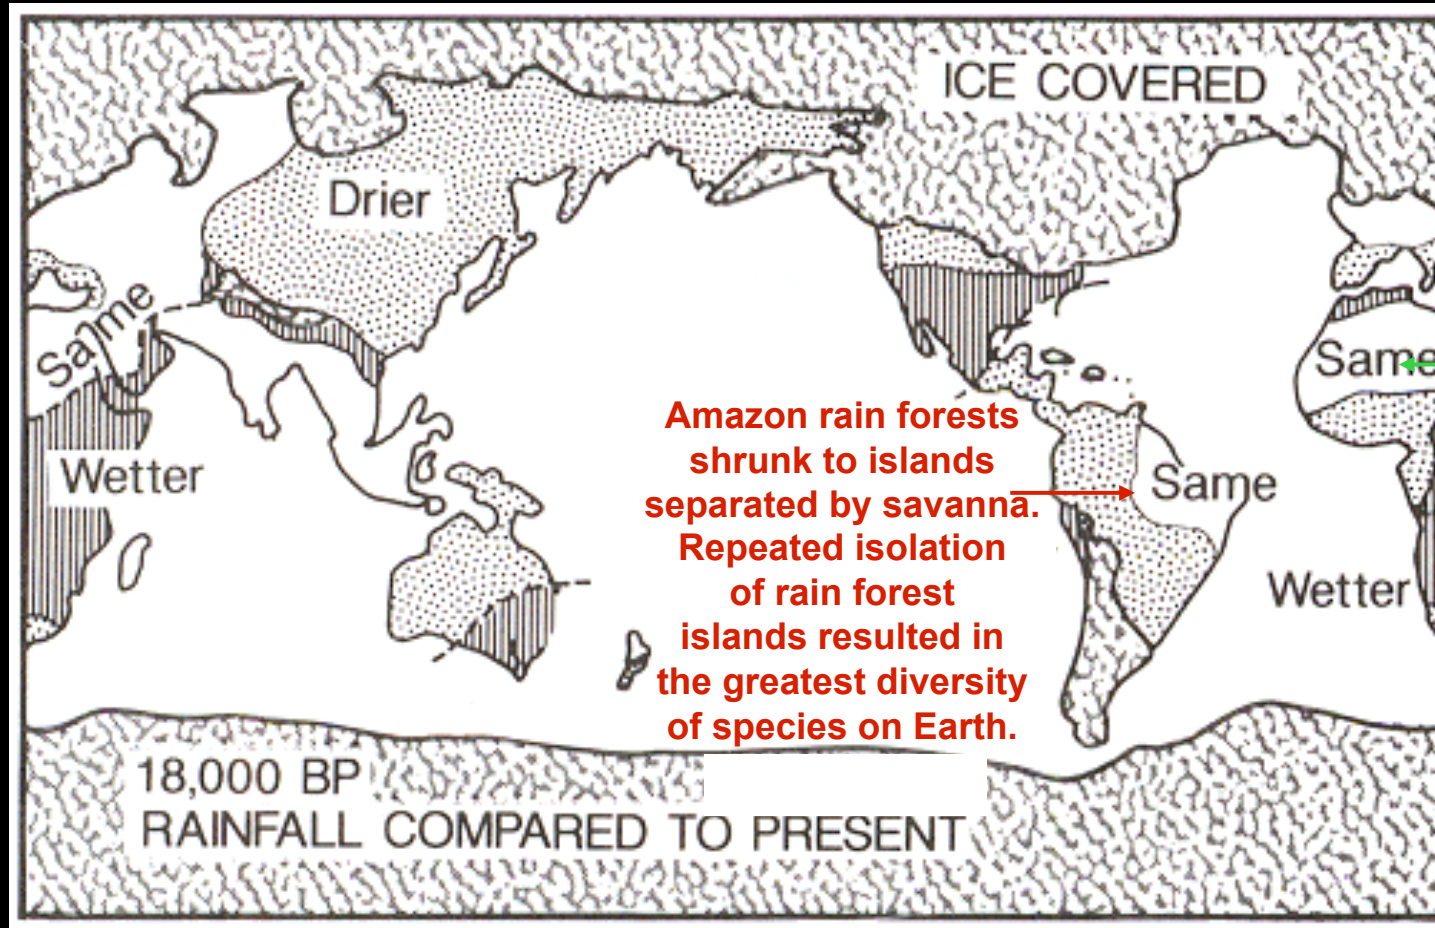 ICE COVERED
Drier
Same
Same
Wetter
Amazon rain forests
shrunk to islands
separated by savanna.
Repeated isolation
of rain forest
islands resulted in
the greatest diversity
of species on Earth.
Same
Wetter
18,000 BP
RAINFALL COMPARED TO PRESENT